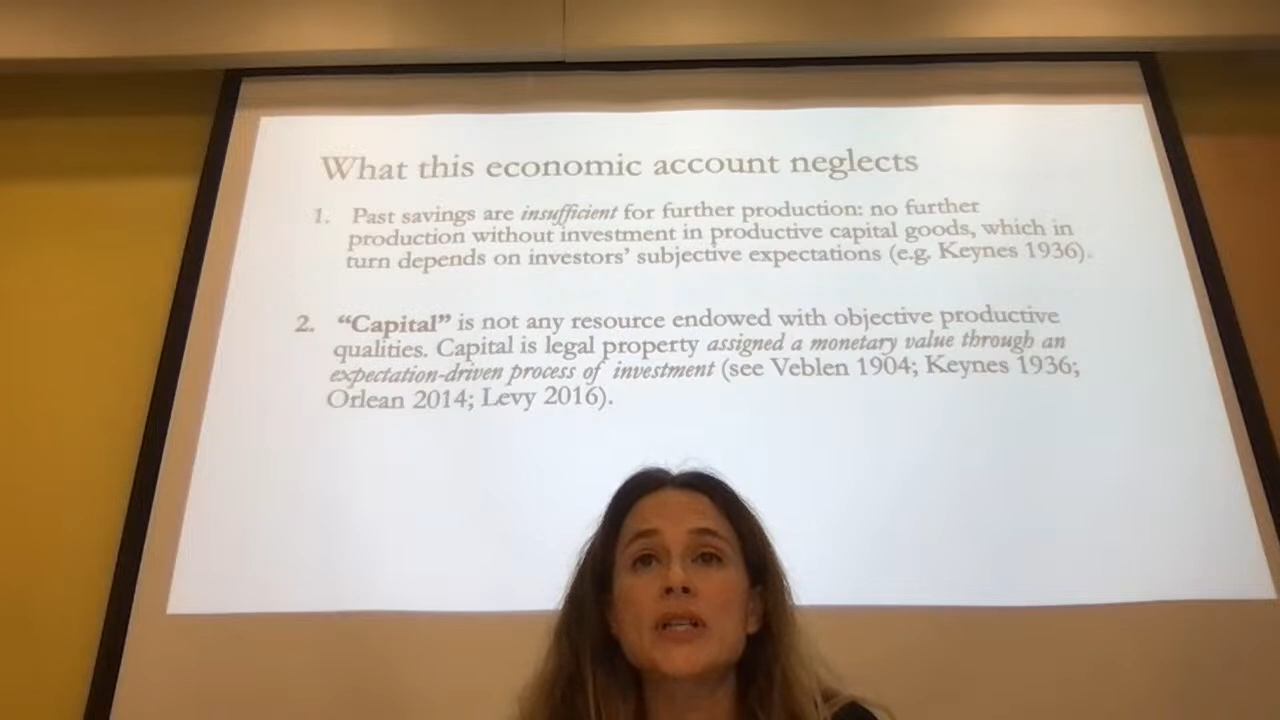 What this economic account neglects
1. Past savings are insufficient for further production: no further
production without investment in productive capital goods, which in
turn depends on investors' subjective expectations (e.g. Keynes 1936).
2. “Capital” is not any resource endowed with objective productive
qualities. Capital is legal property assigned a monetary value through an
expectation-driven process of investment (see Veblen 1904; Keynes 1936;
Orlean 2014; Levy 2016).